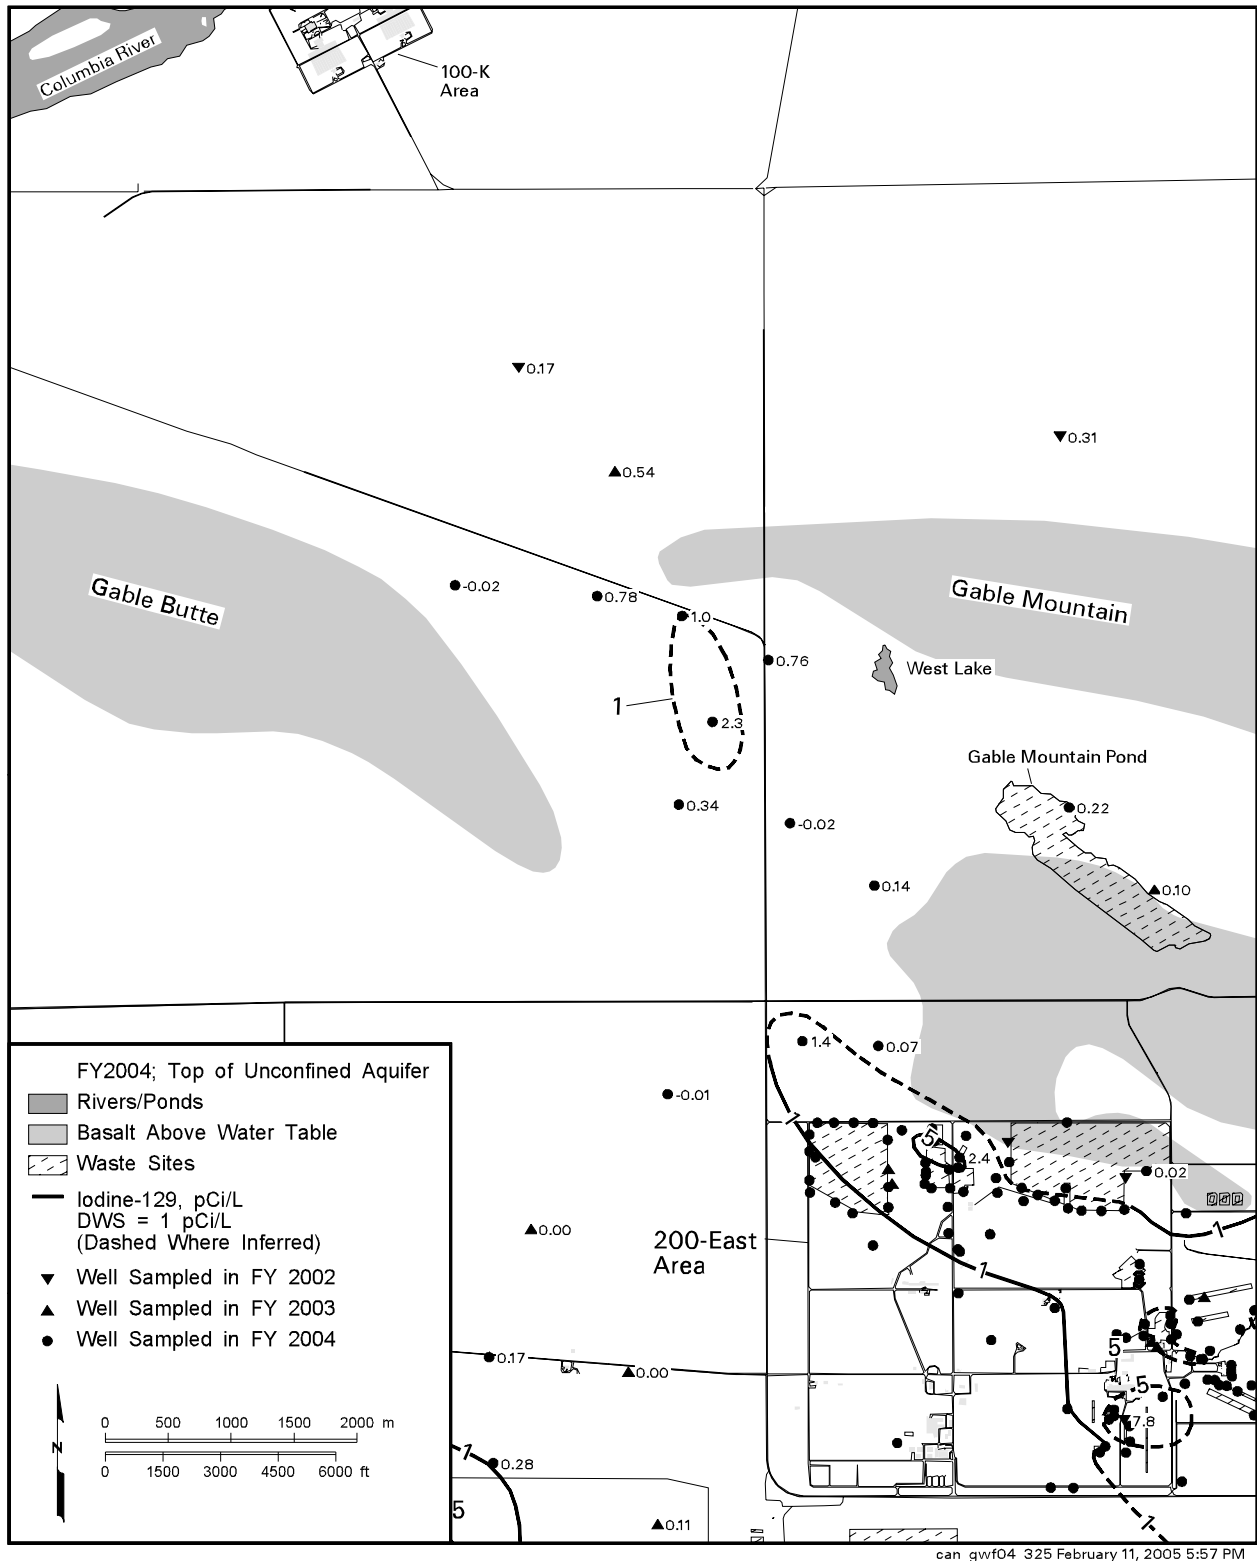 Columbia River
100-K
Area
0.17
0.31
0.54
Gable Butte
-0.02
0.78
1.0
Gable Mountain
0.76
West Lake
1
2.3
Gable Mountain Pond
0.34
-0.02
0.22
0.14
0.10
1.4
0.07
-0.01
1
5
2.4
0.02
0.00
200-East
Area
1
1
5
0.17
0.00
5
7.8
1
0.28
5
0.11
1
FY2004; Top of Unconfined Aquifer
Rivers/Ponds
Basalt Above Water Table
Waste Sites
Iodine-129, pCi/L
DWS = 1 pCi/L
(Dashed Where Inferred)
Well Sampled in FY 2002
Well Sampled in FY 2003
Well Sampled in FY 2004
N
0 500 1000 1500 2000 m
0 1500 3000 4500 6000 ft
can_gwf04_325 February 11, 2005 5:57 PM